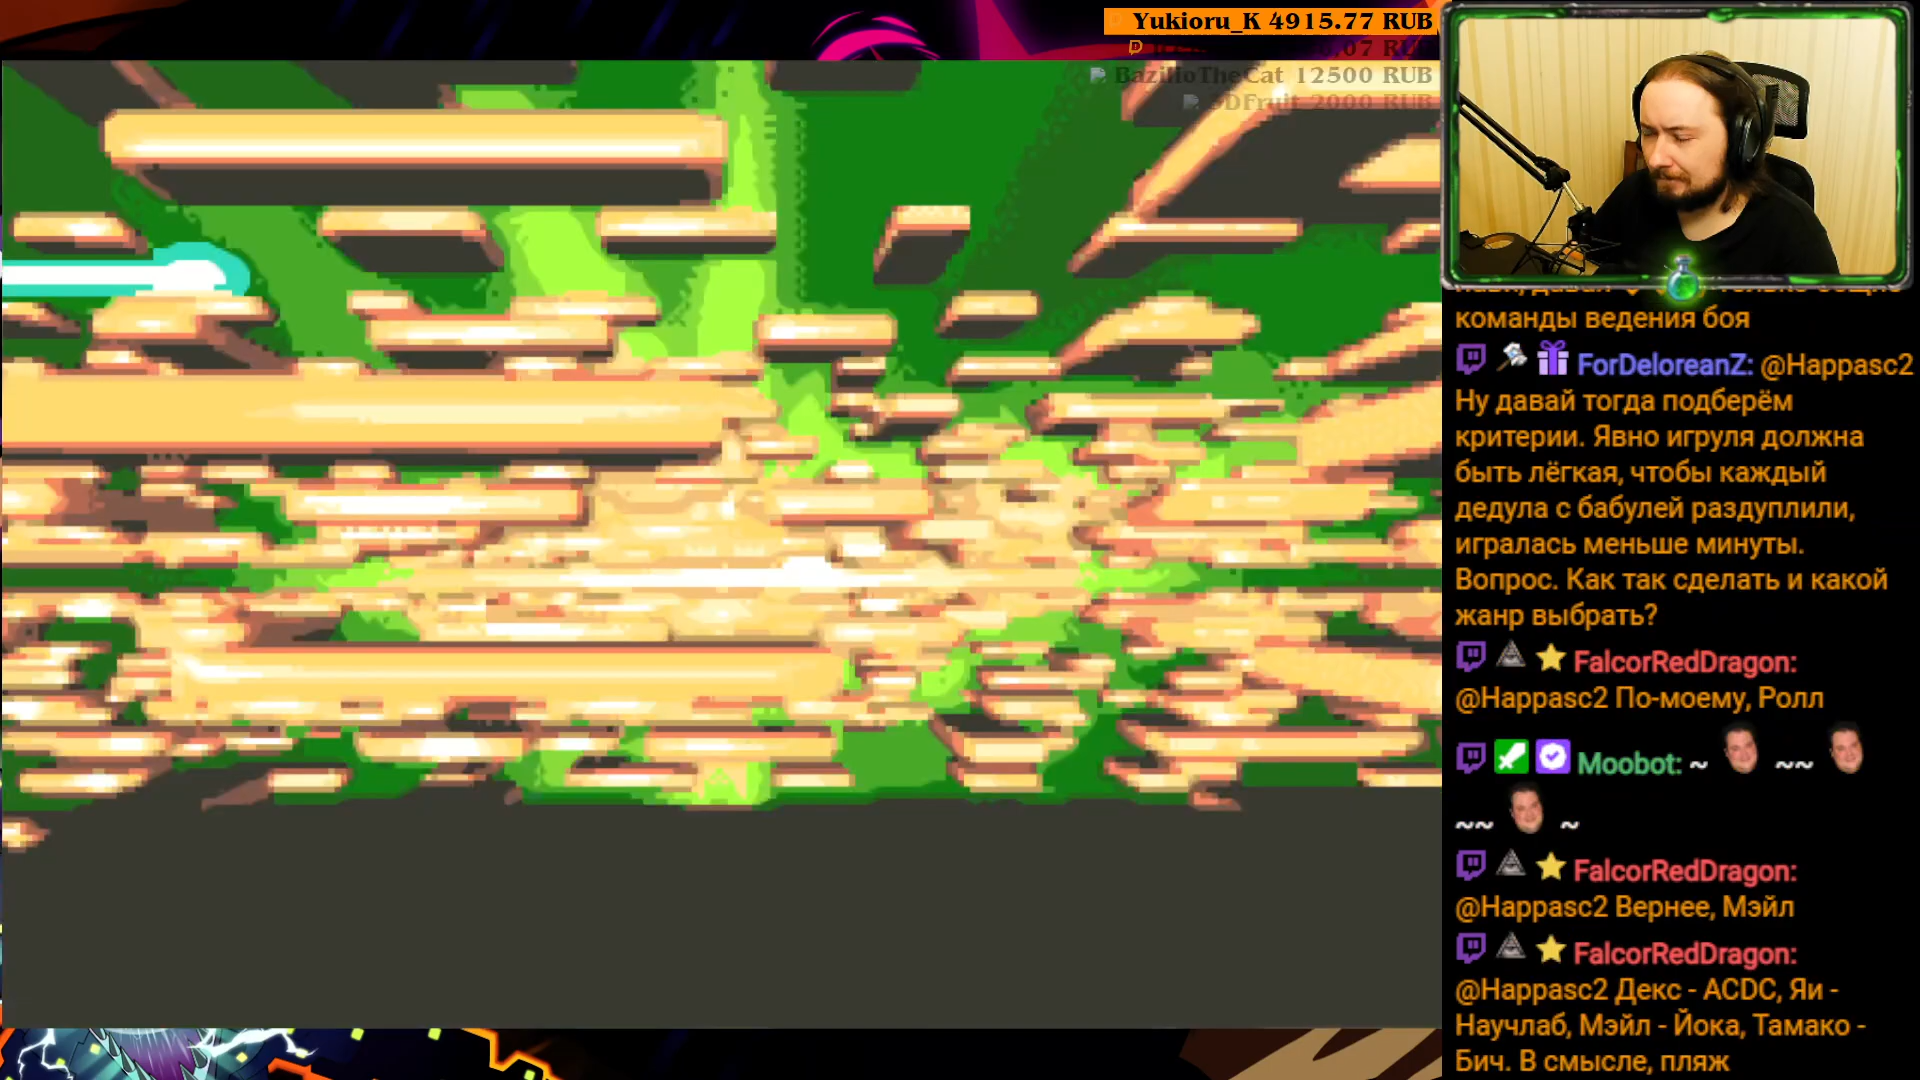 Yukioru_K 4915.77 RUB
BazilioTheCat 12500 RUB
3DFruit 2000 RUB
команды ведения боя
ForDeloreanZ: @Happasc2
Ну давай тогда подберём
критерии. Явно игруля должна
быть лёгкая, чтобы каждый
дедула с бабулей раздуплили,
игралась меньше минуты.
Вопрос. Как так сделать и какой
жанр выбрать?
FalcorRedDragon:
@Happasc2 По-моему, Ролл
Moobot: ~ ~~
~~ ~
FalcorRedDragon:
@Happasc2 Вернее, Мэйл
FalcorRedDragon:
@Happasc2 Декс - ACDC, Яи -
Научлаб, Мэйл - Йока, Тамако -
Бич. В смысле, пляж